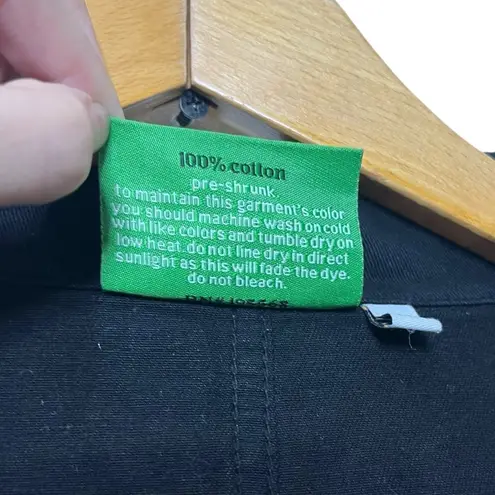 100% cotton
pre-shrunk.
to maintain this garment's color
you should machine wash on cold
with like colors and tumble dry on
low heat. do not line dry in direct
sunlight as this will fade the dye.
do not bleach.